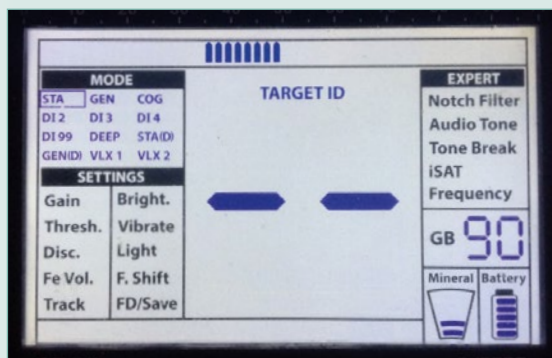 MODE
STA GEN COG
DI 2 DI 3 DI 4
DI 99 DEEP STA(D)
GEN(D) VLX 1 VLX 2
SETTINGS
Gain Bright.
Thresh. Vibrate
Disc. Light
Fe Vol. F. Shift
Track FD/Save
TARGET ID
-- 
EXPERT
Notch Filter
Audio Tone
Tone Break
iSAT
Frequency
GB 90
Mineral Battery